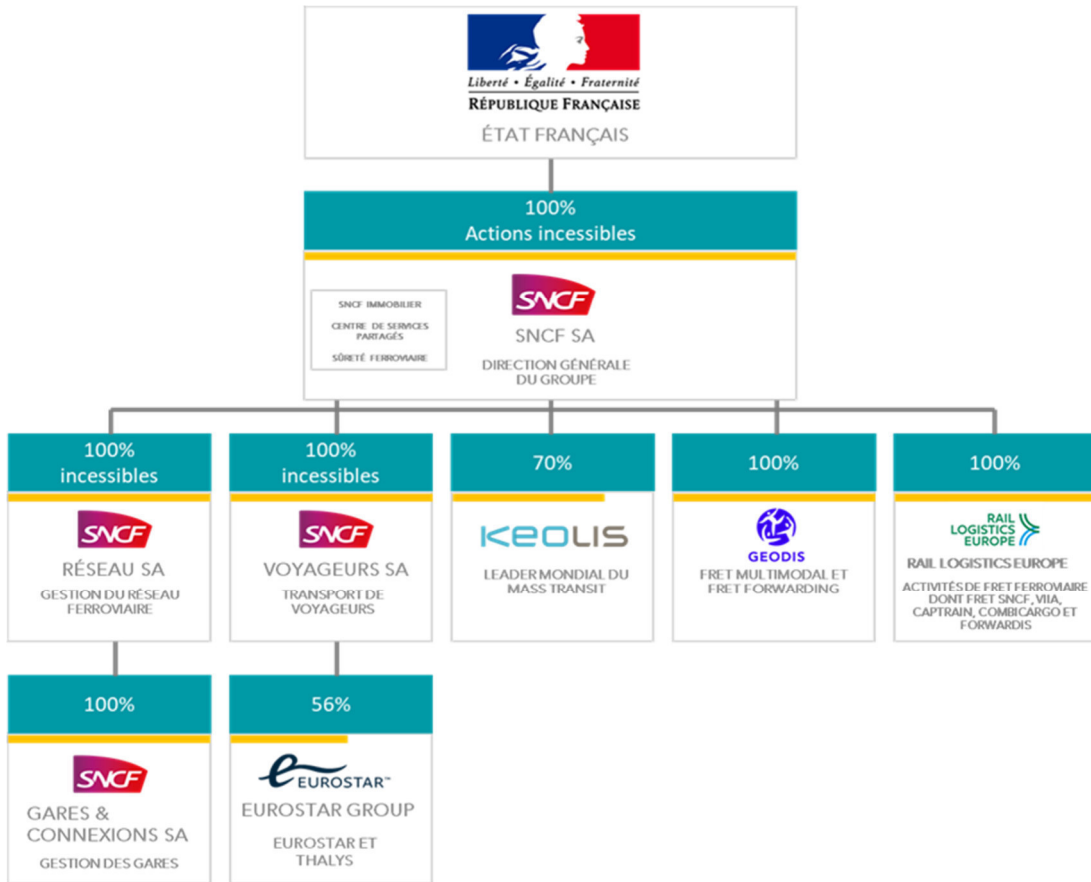 Liberté • Égalité • Fraternité
RÉPUBLIQUE FRANÇAISE
ÉTAT FRANÇAIS
100%
Actions incessibles
SNCF IMMOBILIER
CENTRE DE SERVICES
PARTAGÉS
SÛRETÉ FERROVIAIRE
SNCF
SNCF SA
DIRECTION GÉNÉRALE
DU GROUPE
100%
incessibles
SNCF
RÉSEAU SA
GESTION DU RÉSEAU
FERROVIAIRE
100%
incessibles
SNCF
VOYAGEURS SA
TRANSPORT DE
VOYAGEURS
70%
KEOLIS
LEADER MONDIAL DU
MASS TRANSIT
100%
GEODIS
FRET MULTIMODAL ET
FRET FORWARDING
100%
RAIL
LOGISTICS
EUROPE
RAIL LOGISTICS EUROPE
ACTIVITÉS DE FRET FERROVIAIRE
DONT FRET SNCF, VIIA,
CAPTRAIN, COMBICARGO ET
FORWARDIS
100%
SNCF
GARES &
CONNEXIONS SA
GESTION DES GARES
56%
EUROSTAR™
EUROSTAR GROUP
EUROSTAR ET
THALYS